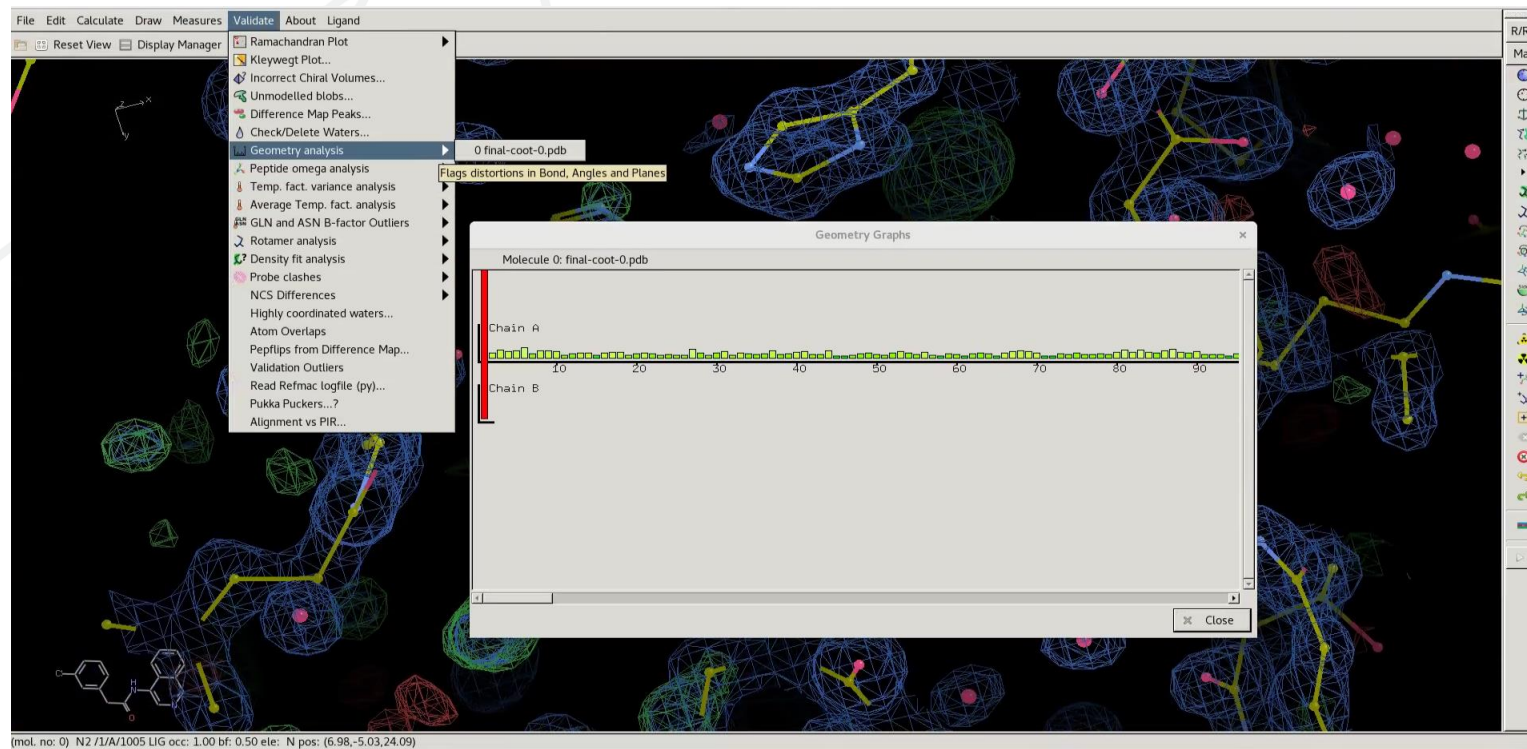 File Edit Calculate Draw Measures Validate About Ligand
Reset View Display Manager
R/R
Ma
Ramachandran Plot
Kleywegt Plot...
Incorrect Chiral Volumes...
Unmodelled blobs...
Difference Map Peaks...
Check/Delete Waters...
Geometry analysis
0 final-coot-0.pdb
Peptide omega analysis
Flags distortions in Bond, Angles and Planes
Temp. fact. variance analysis
Average Temp. fact. analysis
GLN and ASN B-factor Outliers
Rotamer analysis
Density fit analysis
Probe clashes
NCS Differences
Highly coordinated waters...
Atom Overlaps
Pepflips from Difference Map...
Validation Outliers
Read Refmac logfile (py)...
Pukka Puckers...?
Alignment vs PIR...
Geometry Graphs
Molecule 0: final-coot-0.pdb
Chain A
10 20 30 40 50 60 70 80 90
Chain B
Close
z x
y
Cl
H
N
O
(mol. no: 0) N2 /1/A/1005 LIG occ: 1.00 bf: 0.50 ele: N pos: (6.98,-5.03,24.09)